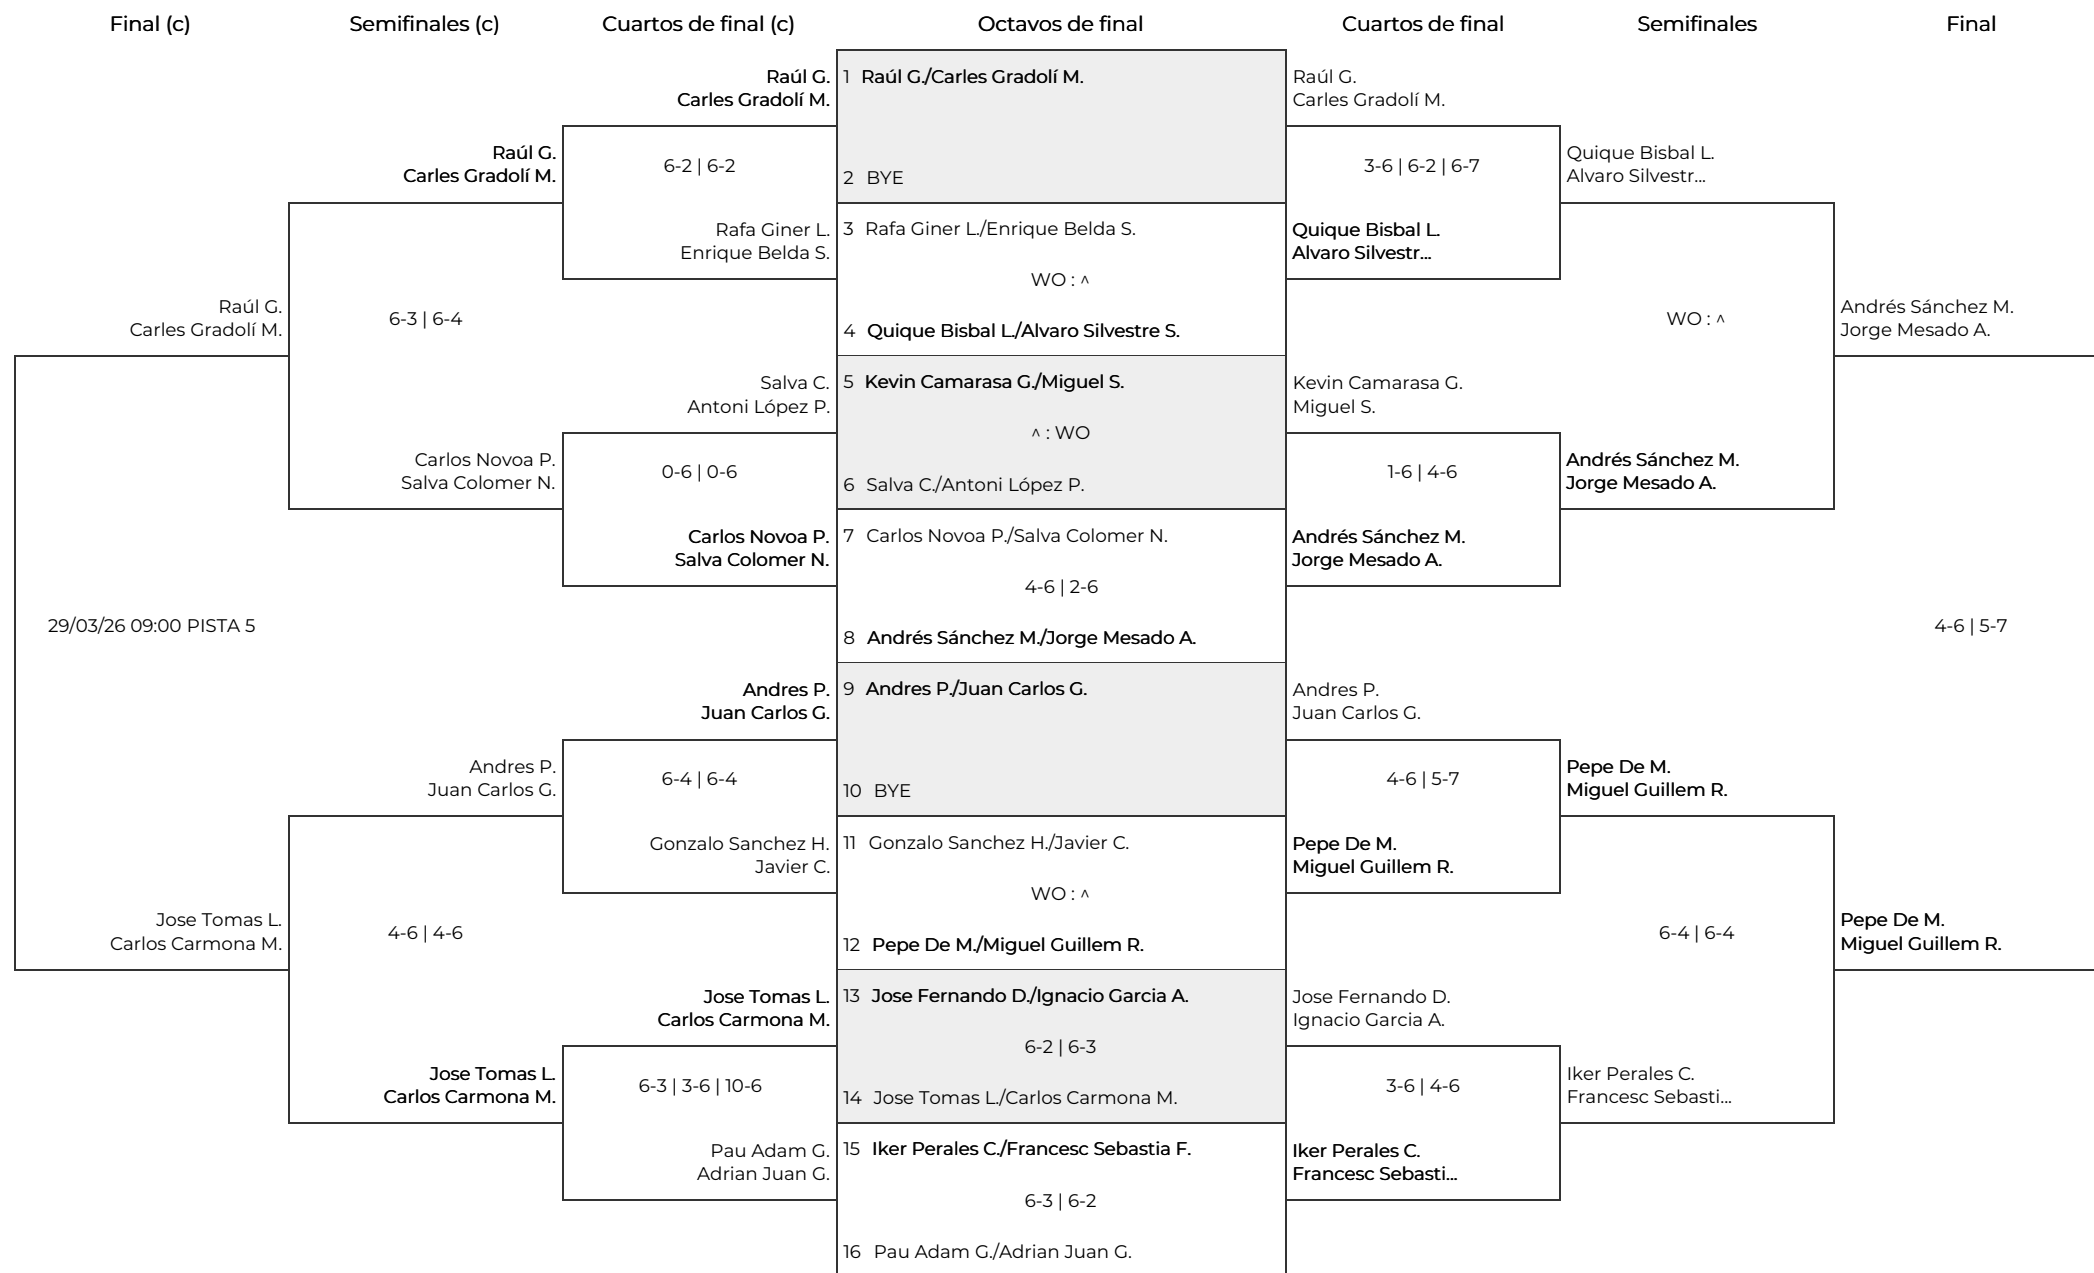 Final (c)
Semifinales (c)
Cuartos de final (c)
Octavos de final
Cuartos de final
Semifinales
Final
Raúl G.
Carles Gradolí M.
Jose Tomas L.
Carlos Carmona M.
29/03/26 09:00 PISTA 5
Raúl G.
Carles Gradolí M.
6-3 | 6-4
Carlos Novoa P.
Salva Colomer N.
Andres P.
Juan Carlos G.
4-6 | 4-6
Jose Tomas L.
Carlos Carmona M.
Raúl G.
Carles Gradolí M.
6-2 | 6-2
Rafa Giner L.
Enrique Belda S.
Salva C.
Antoni López P.
0-6 | 0-6
Carlos Novoa P.
Salva Colomer N.
Andres P.
Juan Carlos G.
6-4 | 6-4
Gonzalo Sanchez H.
Javier C.
Jose Tomas L.
Carlos Carmona M.
6-3 | 3-6 | 10-6
Pau Adam G.
Adrian Juan G.
1 Raúl G./Carles Gradolí M.
2 BYE
3 Rafa Giner L./Enrique Belda S.
WO : ^
4 Quique Bisbal L./Alvaro Silvestre S.
5 Kevin Camarasa G./Miguel S.
^ : WO
6 Salva C./Antoni López P.
7 Carlos Novoa P./Salva Colomer N.
4-6 | 2-6
8 Andrés Sánchez M./Jorge Mesado A.
9 Andres P./Juan Carlos G.
10 BYE
11 Gonzalo Sanchez H./Javier C.
WO : ^
12 Pepe De M./Miguel Guillem R.
13 Jose Fernando D./Ignacio Garcia A.
6-2 | 6-3
14 Jose Tomas L./Carlos Carmona M.
15 Iker Perales C./Francesc Sebastia F.
6-3 | 6-2
16 Pau Adam G./Adrian Juan G.
Raúl G.
Carles Gradolí M.
3-6 | 6-2 | 6-7
Quique Bisbal L.
Alvaro Silvestr...
Kevin Camarasa G.
Miguel S.
1-6 | 4-6
Andrés Sánchez M.
Jorge Mesado A.
Andres P.
Juan Carlos G.
4-6 | 5-7
Pepe De M.
Miguel Guillem R.
Jose Fernando D.
Ignacio Garcia A.
3-6 | 4-6
Iker Perales C.
Francesc Sebasti...
Quique Bisbal L.
Alvaro Silvestr...
WO : ^
Andrés Sánchez M.
Jorge Mesado A.
Pepe De M.
Miguel Guillem R.
6-4 | 6-4
Iker Perales C.
Francesc Sebasti...
Andrés Sánchez M.
Jorge Mesado A.
4-6 | 5-7
Pepe De M.
Miguel Guillem R.